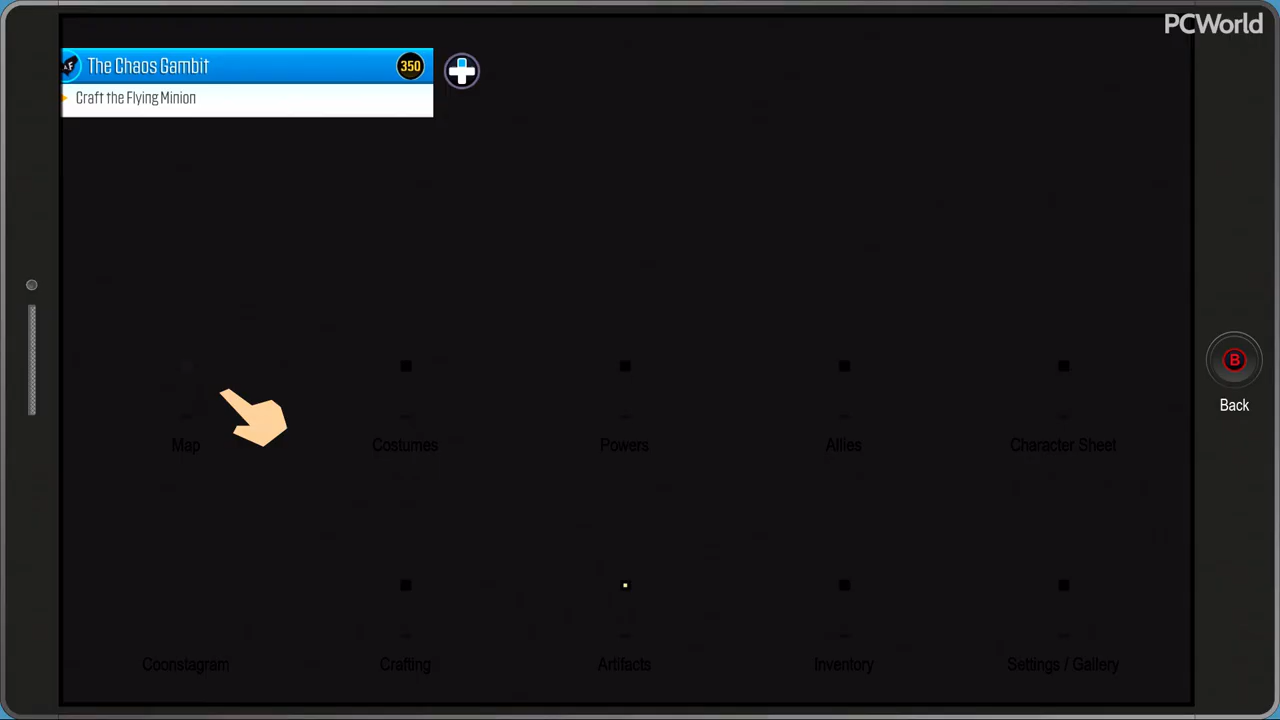 PCWorld
The Chaos Gambit 350
Craft the Flying Minion
B
Back
Map Costumes Powers Allies Character Sheet
Coonstagram Crafting Artifacts Inventory Settings / Gallery